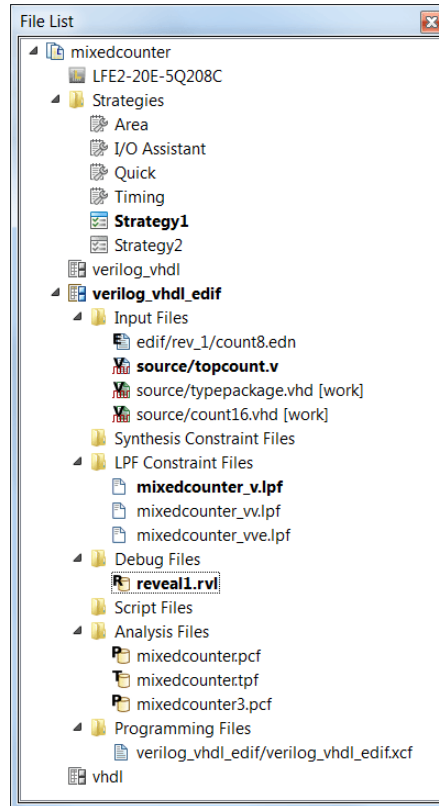 File List
mixedcounter
LFE2-20E-5Q208C
Strategies
Area
I/O Assistant
Quick
Timing
Strategy1
Strategy2
verilog_vhdl
verilog_vhdl_edif
Input Files
edif/rev_1/count8.edn
source/topcount.v
source/typepackage.vhd [work]
source/count16.vhd [work]
Synthesis Constraint Files
LPF Constraint Files
mixedcounter_v.lpf
mixedcounter_vv.lpf
mixedcounter_vve.lpf
Debug Files
reveal1.rvl
Script Files
Analysis Files
mixedcounter.pcf
mixedcounter.tpf
mixedcounter3.pcf
Programming Files
verilog_vhdl_edif/verilog_vhdl_edif.xcf
vhdl